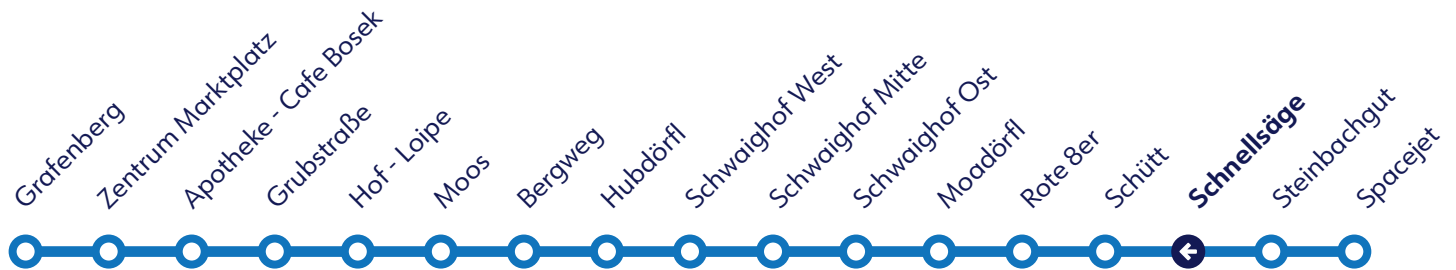 Grafenberg
Zentrum Marktplatz
Apotheke - Cafe Bosek
Grubstraße
Hof - Loipe
Moos
Bergweg
Hubdörfl
Schwaighof West
Schwaighof Mitte
Schwaighof Ost
Moadörfl
Rote 8er
Schütt
Schnellsäge
Steinbachgut
Spacejet